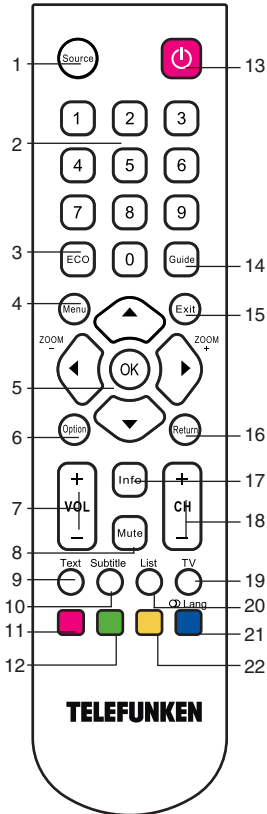 1 Source 13
1 2 3
2
4 5 6
7 8 9
3 ECO 0 Guide 14
4 Menu Exit 15
ZOOM - ZOOM +
5 OK
6 Option Return 16
+ Info + 17
7 VOL CH 18
- Mute -
8
9 Text Subtitle List TV 19
10 20
Lang
11 21
12 22
TELEFUNKEN